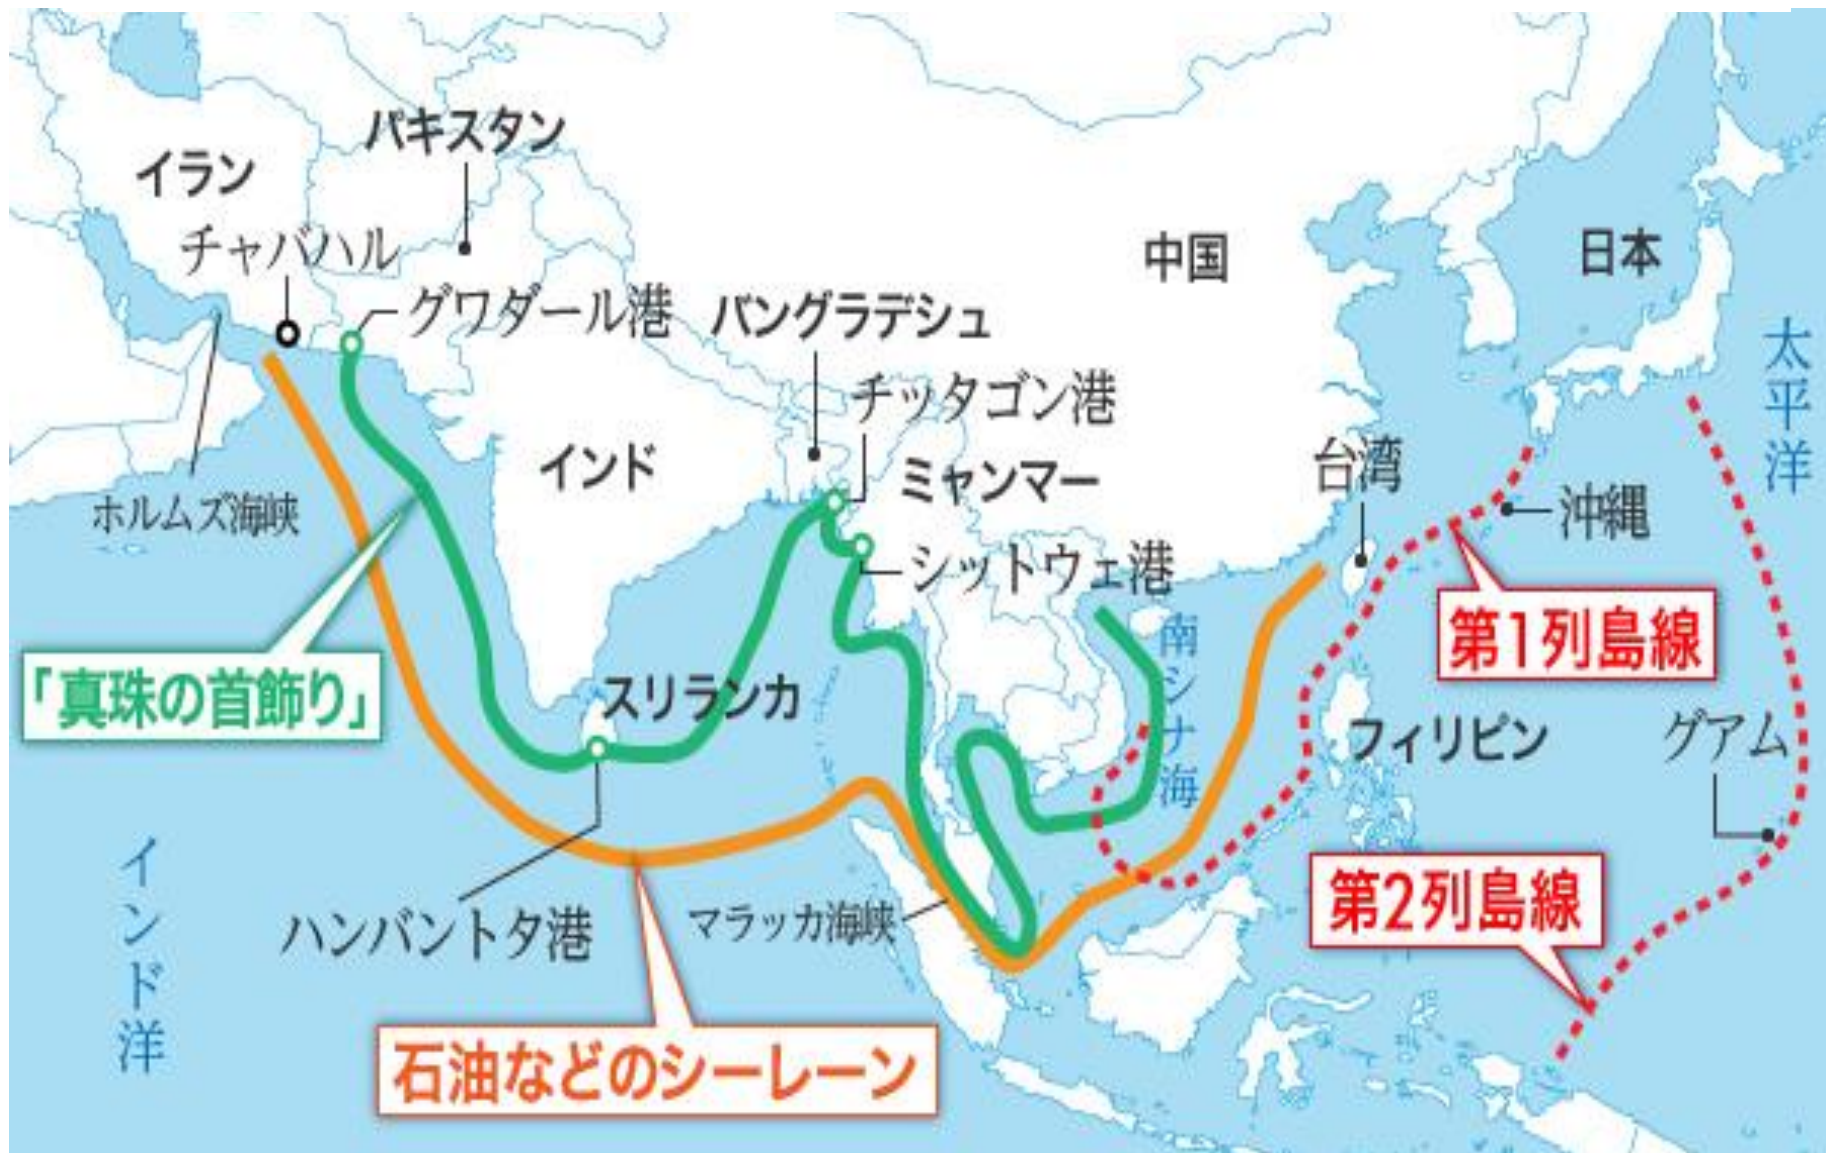 パキスタン
イラン
チャバハル
中国
日本
グワダール港
バングラデシュ
太平洋
チッタゴン港
インド
ミャンマー
台湾
ホルムズ海峡
沖縄
シットウェ港
南シナ海
第1列島線
「真珠の首飾り」
スリランカ
フィリピン
グアム
インド洋
ハンバントタ港
マラッカ海峡
第2列島線
石油などのシーレーン